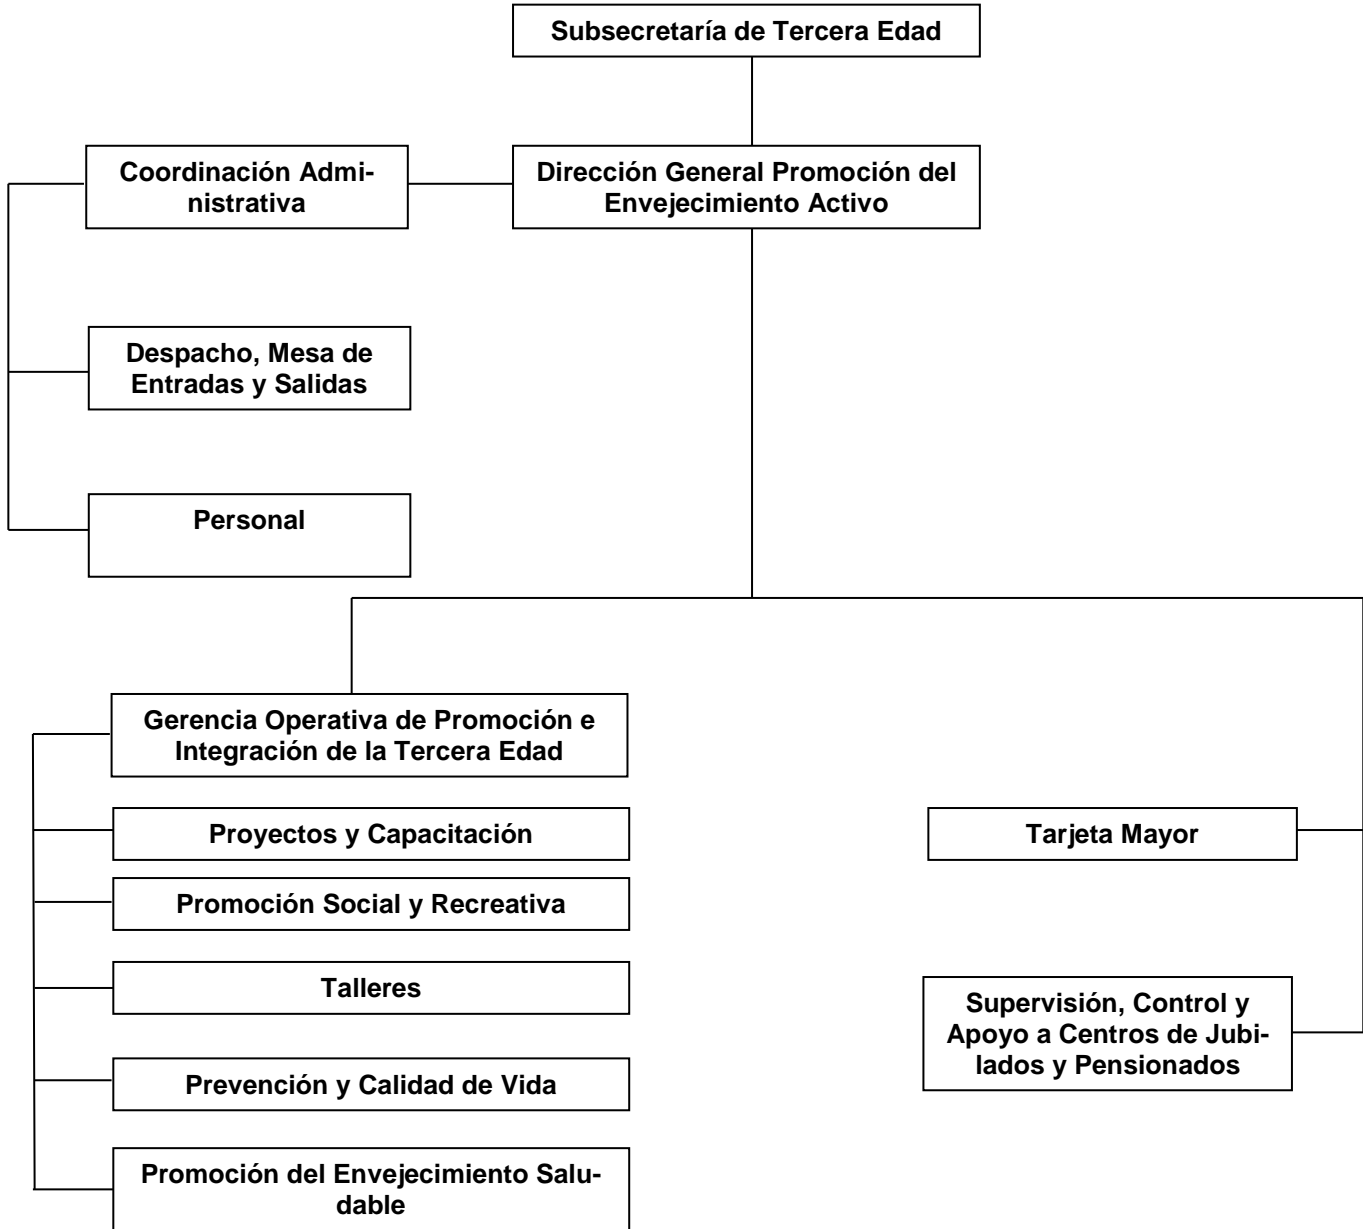 Subsecretaría de Tercera Edad
Coordinación Admi-
nistrativa
Dirección General Promoción del
Envejecimiento Activo
Despacho, Mesa de
Entradas y Salidas
Personal
Gerencia Operativa de Promoción e
Integración de la Tercera Edad
Proyectos y Capacitación
Tarjeta Mayor
Promoción Social y Recreativa
Talleres
Supervisión, Control y
Apoyo a Centros de Jubi-
lados y Pensionados
Prevención y Calidad de Vida
Promoción del Envejecimiento Salu-
dable